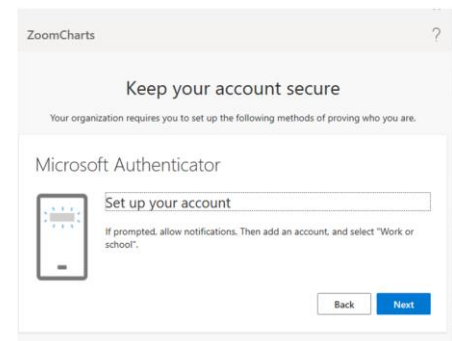 ZoomCharts
?
Keep your account secure
Your organization requires you to set up the following methods of proving who you are.
Microsoft Authenticator
Set up your account
If prompted, allow notifications. Then add an account, and select "Work or
school".
Back
Next